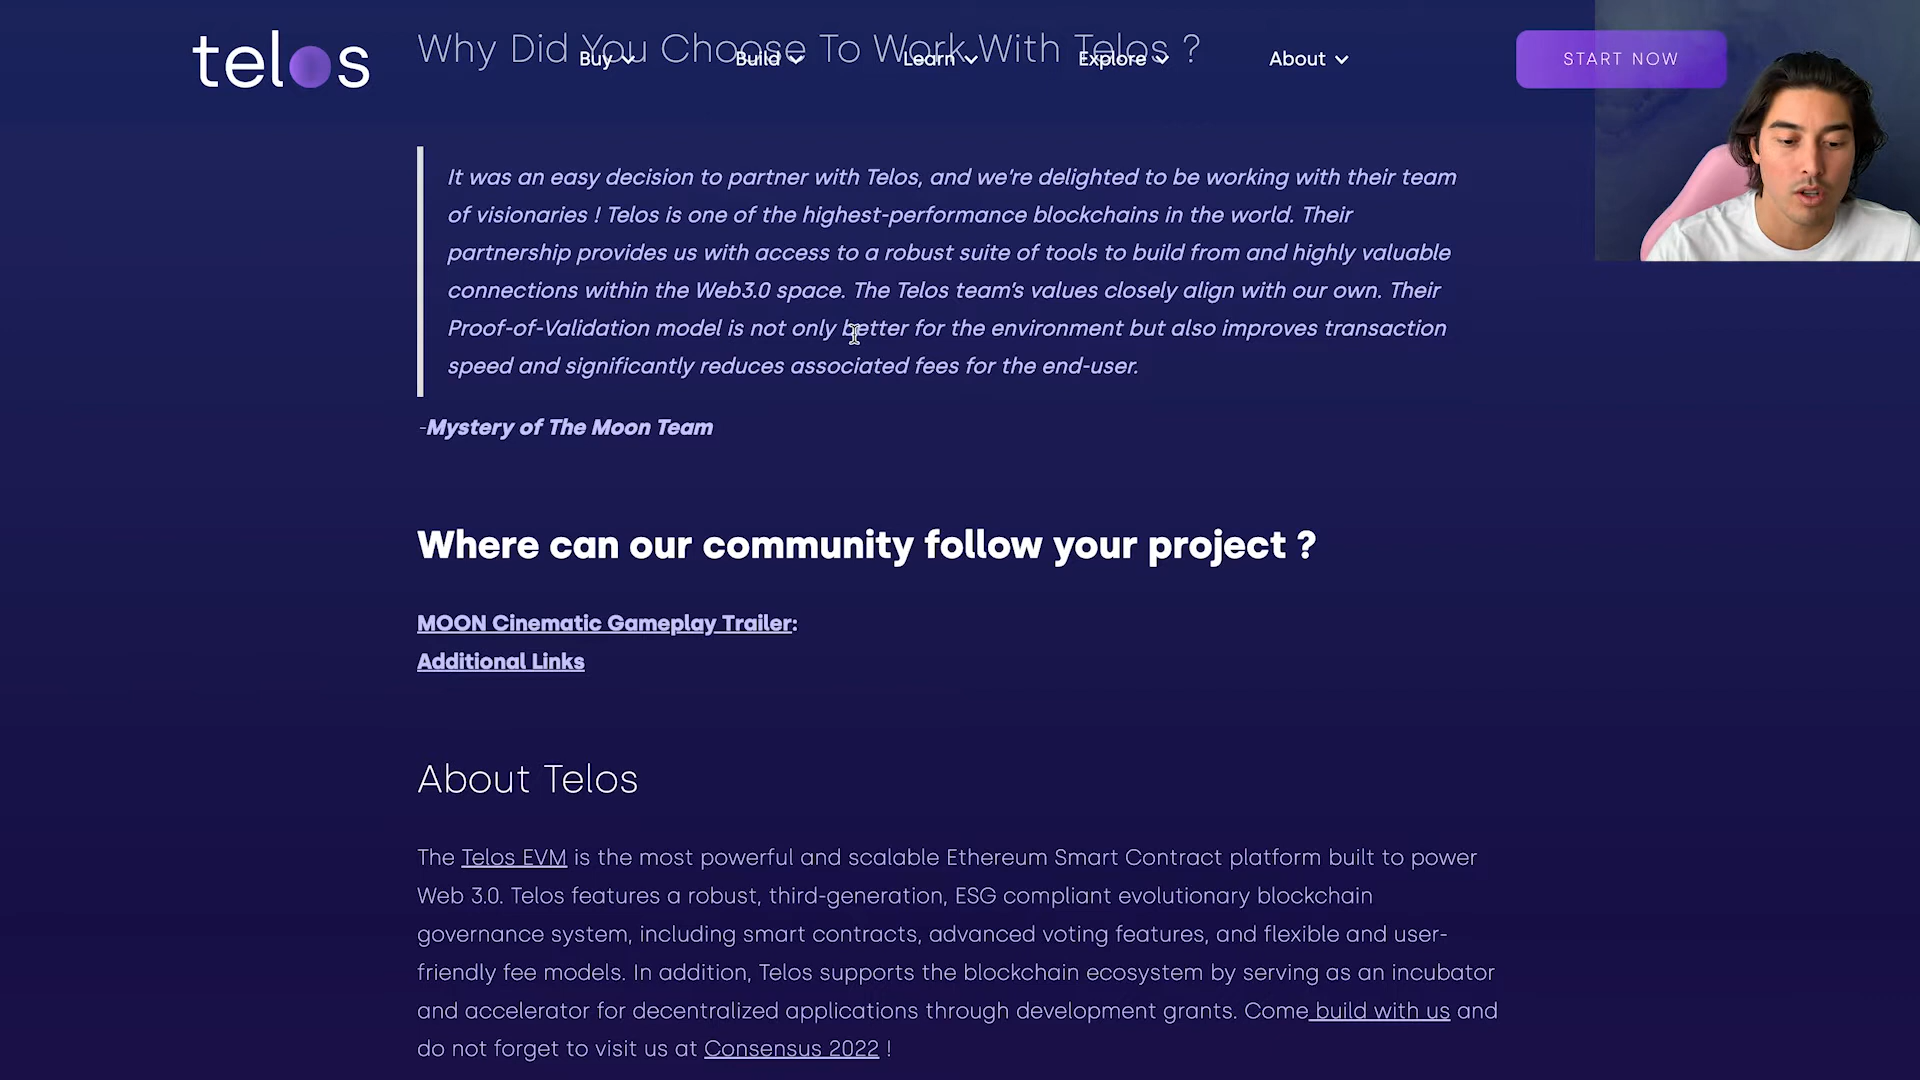 telos
Why Did You Choose To Work With Telos ?
Buy
Build
Learn
Explore
About
START NOW
It was an easy decision to partner with Telos, and we're delighted to be working with their team
of visionaries ! Telos is one of the highest-performance blockchains in the world. Their
partnership provides us with access to a robust suite of tools to build from and highly valuable
connections within the Web3.0 space. The Telos team's values closely align with our own. Their
Proof-of-Validation model is not only better for the environment but also improves transaction
speed and significantly reduces associated fees for the end-user.
-Mystery of The Moon Team
Where can our community follow your project ?
MOON Cinematic Gameplay Trailer:
Additional Links
About Telos
The Telos EVM is the most powerful and scalable Ethereum Smart Contract platform built to power
Web 3.0. Telos features a robust, third-generation, ESG compliant evolutionary blockchain
governance system, including smart contracts, advanced voting features, and flexible and user-
friendly fee models. In addition, Telos supports the blockchain ecosystem by serving as an incubator
and accelerator for decentralized applications through development grants. Come build with us and
do not forget to visit us at Consensus 2022 !